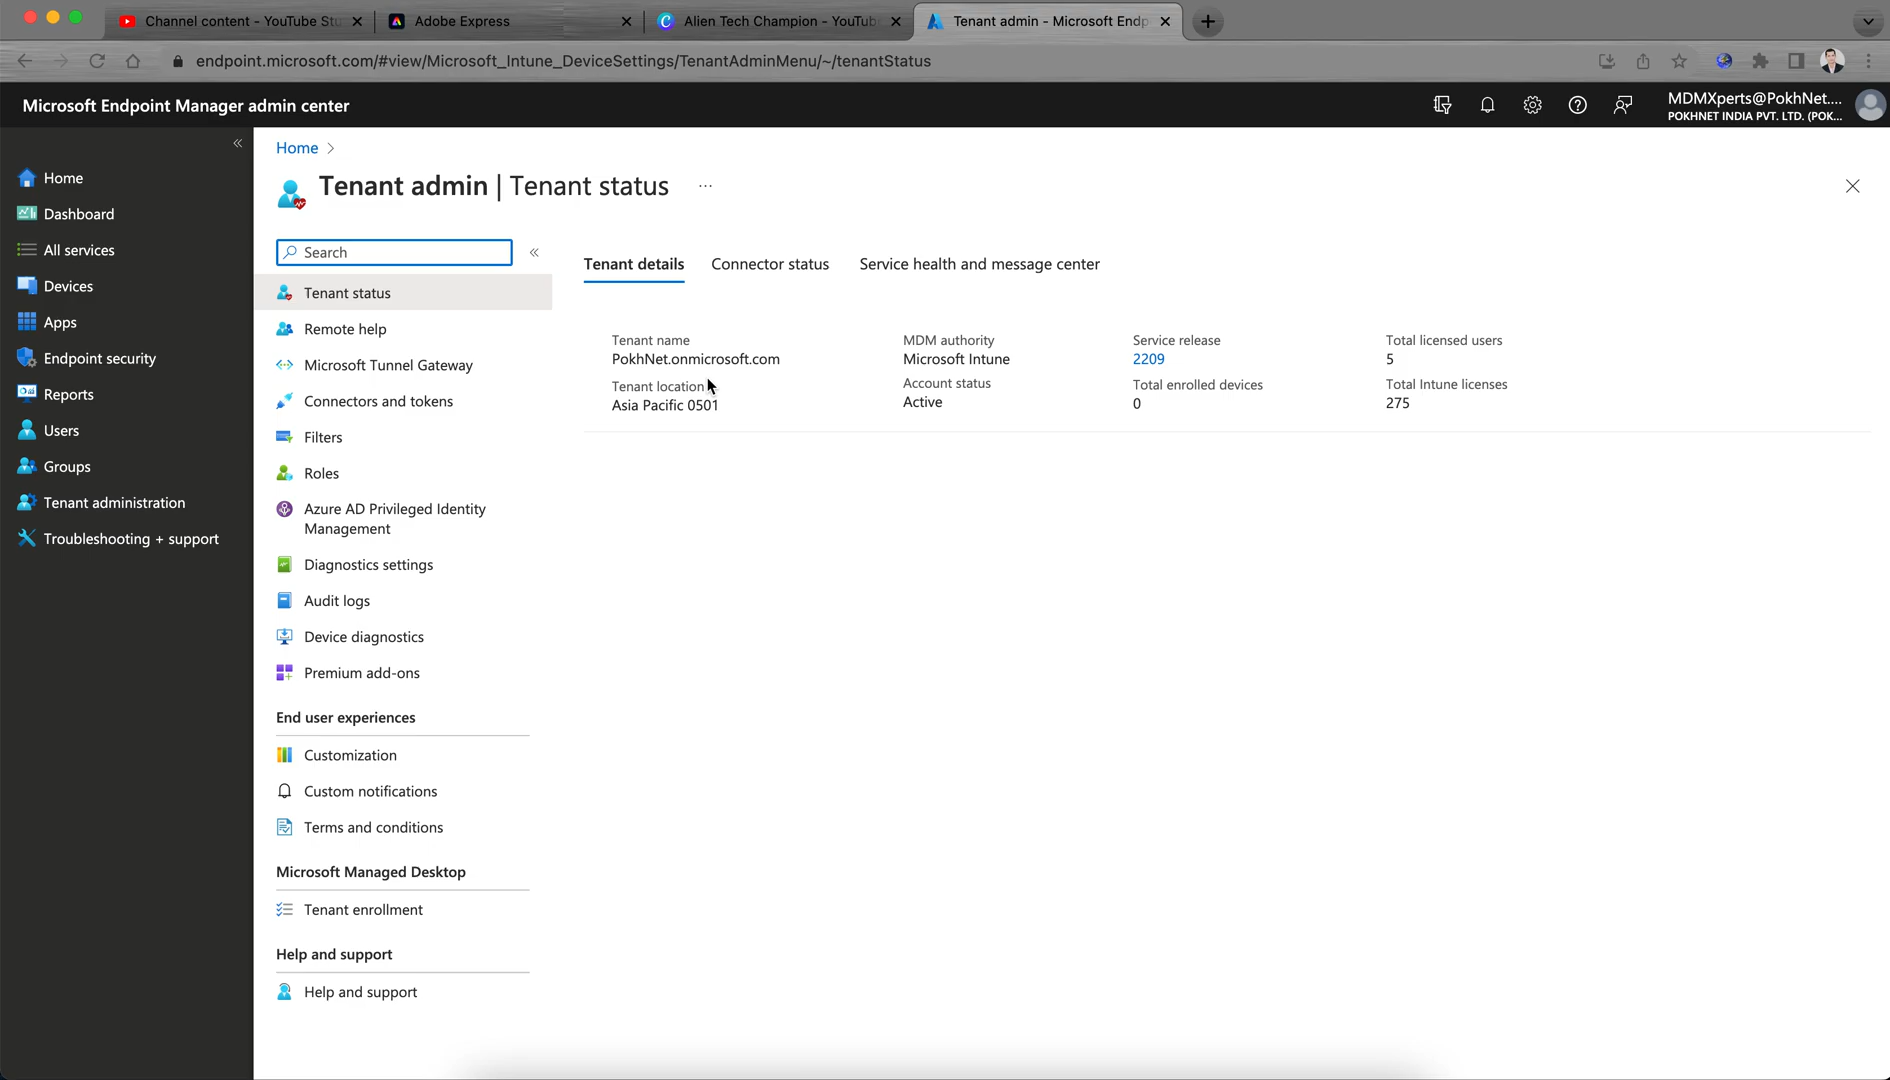 Channel content - YouTube Stu
Adobe Express
Alien Tech Champion - YouTub
Tenant admin - Microsoft Endp
endpoint.microsoft.com/#view/Microsoft_Intune_DeviceSettings/TenantAdminMenu/~/tenantStatus
Microsoft Endpoint Manager admin center
MDMXperts@PokhNet....
POKHNET INDIA PVT. LTD. (POK...
Home
Dashboard
All services
Devices
Apps
Endpoint security
Reports
Users
Groups
Tenant administration
Troubleshooting + support
Home
Tenant admin | Tenant status
...
Search
Tenant status
Remote help
Microsoft Tunnel Gateway
Connectors and tokens
Filters
Roles
Azure AD Privileged Identity
Management
Diagnostics settings
Audit logs
Device diagnostics
Premium add-ons
End user experiences
Customization
Custom notifications
Terms and conditions
Microsoft Managed Desktop
Tenant enrollment
Help and support
Help and support
Tenant details
Connector status
Service health and message center
Tenant name
PokhNet.onmicrosoft.com
Tenant location
Asia Pacific 0501
MDM authority
Microsoft Intune
Account status
Active
Service release
2209
Total enrolled devices
0
Total licensed users
5
Total Intune licenses
275